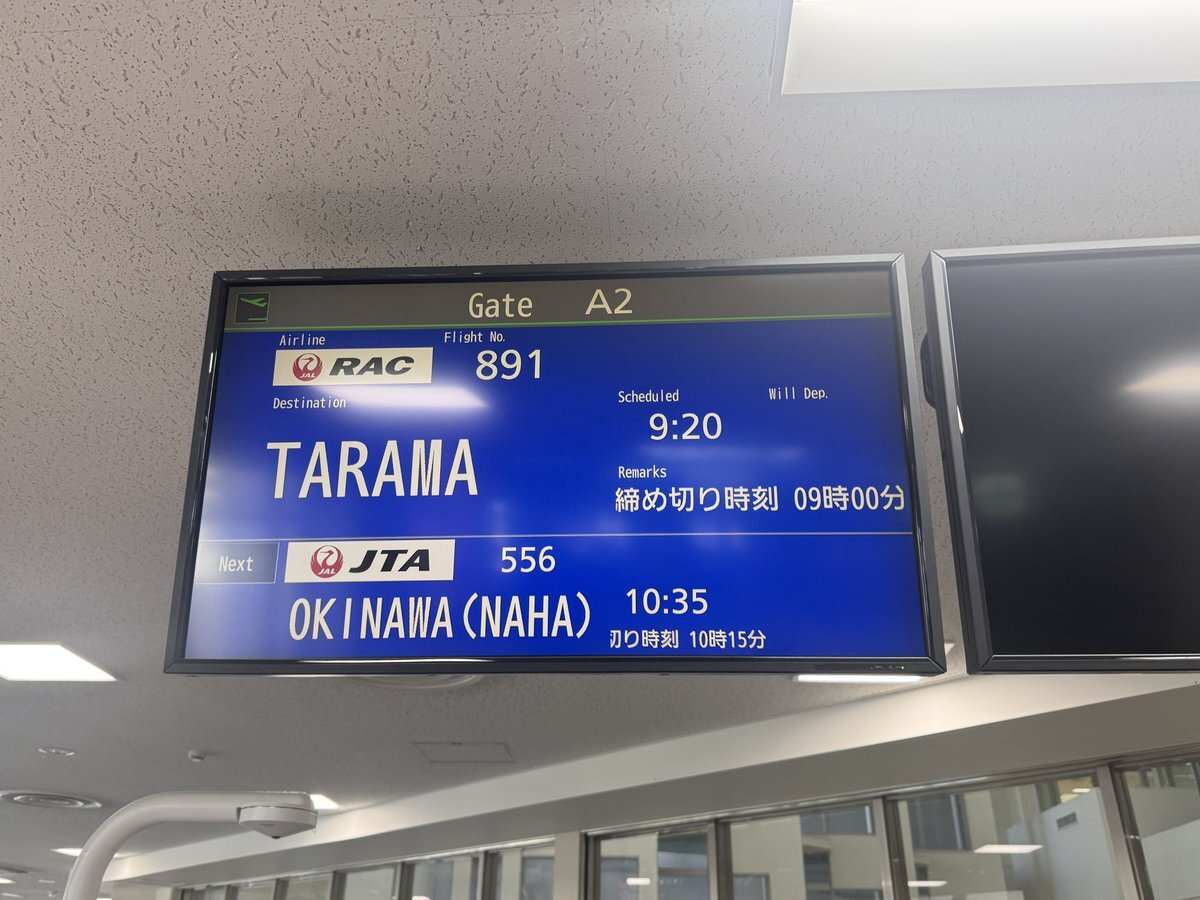 Gate A2
Airline Flight No.
JAL RAC 891
Destination Scheduled Will Dep.
9:20
TARAMA
Remarks
締め切り時刻 09時00分
Next JAL JTA 556
OKINAWA(NAHA) 10:35
切り時刻 10時15分